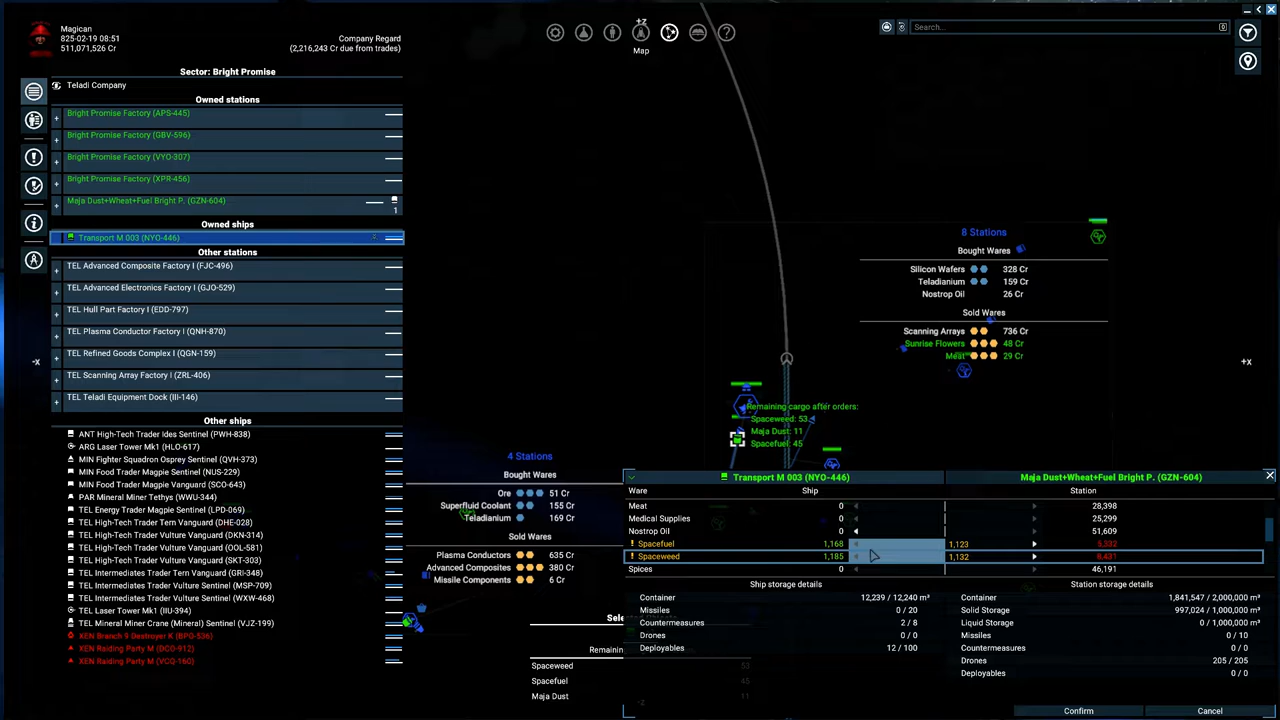 Magican
825-02-19 08:51
511,071,526 Cr
Company Regard
(2,216,243 Cr due from trades)
+Z
Map
Search...
Sector: Bright Promise
Teladi Company
Owned stations
Bright Promise Factory (APS-445)
Bright Promise Factory (GBV-596)
Bright Promise Factory (VYO-307)
Bright Promise Factory (XPR-456)
Maja Dust+Wheat+Fuel Bright P. (GZN-604)
1
Owned ships
Transport M 003 (NYO-446)
Other stations
TEL Advanced Composite Factory I (FJC-496)
TEL Advanced Electronics Factory I (GJO-529)
TEL Hull Part Factory I (EDD-797)
TEL Plasma Conductor Factory I (QNH-870)
TEL Refined Goods Complex I (QGN-159)
TEL Scanning Array Factory I (ZRL-406)
TEL Teladi Equipment Dock (III-146)
Other ships
ANT High-Tech Trader Ides Sentinel (PWH-838)
ARG Laser Tower Mk1 (HLO-617)
MIN Fighter Squadron Osprey Sentinel (QVH-373)
MIN Food Trader Magpie Sentinel (NUS-229)
MIN Food Trader Magpie Vanguard (SCO-643)
PAR Mineral Miner Tethys (WWU-344)
TEL Energy Trader Magpie Sentinel (LPD-069)
TEL High-Tech Trader Tern Vanguard (DHE-028)
TEL High-Tech Trader Vulture Vanguard (DKN-314)
TEL High-Tech Trader Vulture Vanguard (OOL-581)
TEL High-Tech Trader Vulture Vanguard (SKT-303)
TEL Intermediates Trader Tern Vanguard (GRI-348)
TEL Intermediates Trader Vulture Sentinel (MSP-709)
TEL Intermediates Trader Vulture Sentinel (WXW-468)
TEL Laser Tower Mk1 (IIU-394)
TEL Mineral Miner Crane (Mineral) Sentinel (VJZ-199)
XEN Branch 9 Destroyer K (BPO-536)
XEN Raiding Party M (DCO-912)
XEN Raiding Party M (VCQ-160)
-X
+X
8 Stations
Bought Wares
Silicon Wafers 328 Cr
Teladianium 159 Cr
Nostrop Oil 26 Cr
Sold Wares
Scanning Arrays 736 Cr
Sunrise Flowers 48 Cr
Meat 29 Cr
Remaining cargo after orders:
Spaceweed: 53
Maja Dust: 11
Spacefuel: 45
4 Stations
Bought Wares
Ore 51 Cr
Superfluid Coolant 155 Cr
Teladianium 169 Cr
Sold Wares
Plasma Conductors 635 Cr
Advanced Composites 380 Cr
Missile Components 6 Cr
Transport M 003 (NYO-446) Maja Dust+Wheat+Fuel Bright P. (GZN-604)
Ware Ship Station
Meat 0 28,398
Medical Supplies 0 25,299
Nostrop Oil 0 51,609
! Spacefuel 1,168 1,123
! Spaceweed 1,185 1,132 8,431
Spices 0 46,191
Ship storage details Station storage details
Container 12,239 / 12,240 m³ Container 1,841,547 / 2,000,000 m³
Missiles 0 / 20 Solid Storage 997,024 / 1,000,000 m³
Countermeasures 2 / 8 Liquid Storage 0 / 1,000,000 m³
Drones 0 / 0 Missiles 0 / 10
Deployables 12 / 100 Countermeasures 0 / 0
Drones 205 / 205
Deployables 0 / 0
Sele
Remainin
Spaceweed 53
Spacefuel 45
Maja Dust 11
-Z
Confirm Cancel